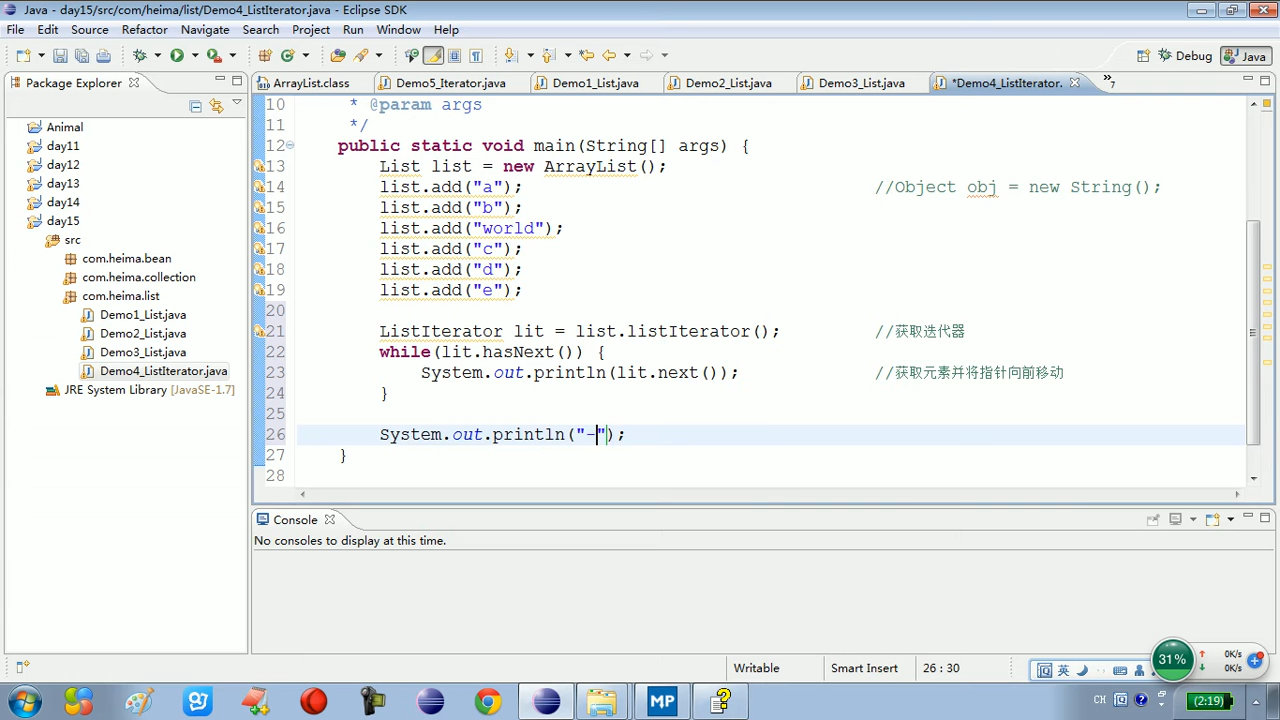 Java - day15/src/com/heima/list/Demo4_ListIterator.java - Eclipse SDK
File Edit Source Refactor Navigate Search Project Run Window Help
Debug Java
Package Explorer
ArrayList.class Demo5_Iterator.java Demo1_List.java Demo2_List.java Demo3_List.java *Demo4_ListIterator. 7
Animal
day11
day12
day13
day14
day15
src
com.heima.bean
com.heima.collection
com.heima.list
Demo1_List.java
Demo2_List.java
Demo3_List.java
Demo4_ListIterator.java
JRE System Library [JavaSE-1.7]
10 * @param args
11 */
12 public static void main(String[] args) {
13 List list = new ArrayList();
14 list.add("a"); //Object obj = new String();
15 list.add("b");
16 list.add("world");
17 list.add("c");
18 list.add("d");
19 list.add("e");
20
21 ListIterator lit = list.listIterator(); //获取迭代器
22 while(lit.hasNext()) {
23 System.out.println(lit.next()); //获取元素并将指针向前移动
24 }
25
26 System.out.println("-");
27 }
28
Console
No consoles to display at this time.
Writable Smart Insert 26 : 30
英
31% 0K/s
0K/s
MP CH (2:19)